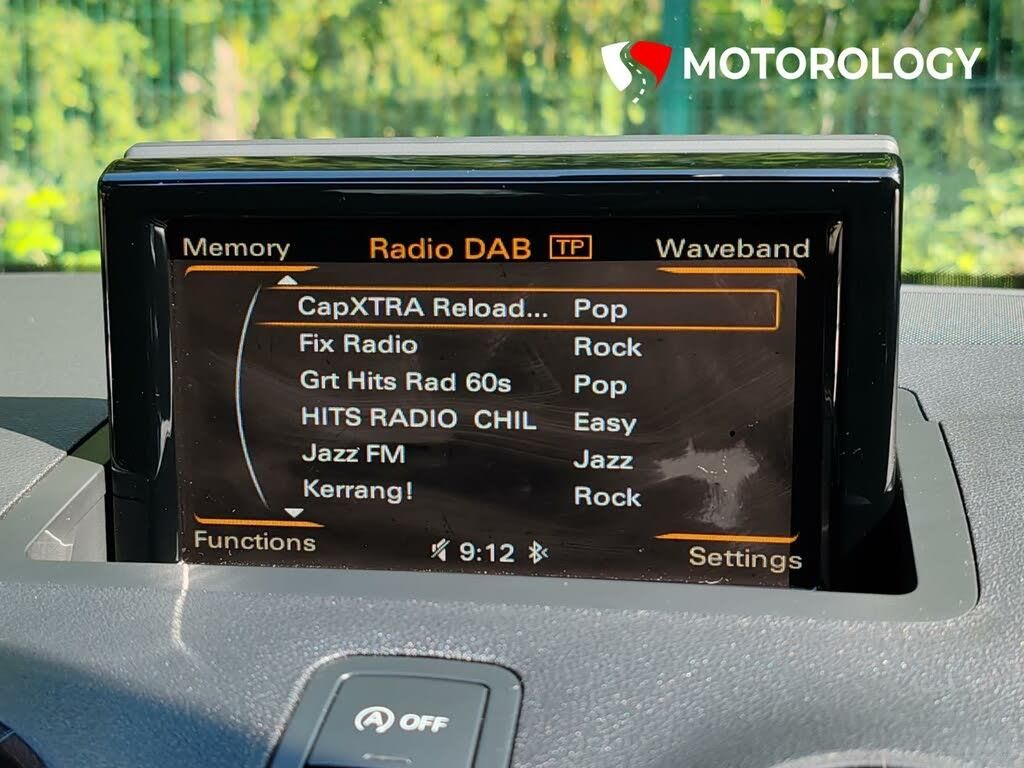 MOTOROLOGY
Memory Radio DAB TP Waveband
CapXTRA Reload... Pop
Fix Radio Rock
Grt Hits Rad 60s Pop
HITS RADIO CHIL Easy
Jazz FM Jazz
Kerrang! Rock
Functions 9:12 Settings
A OFF